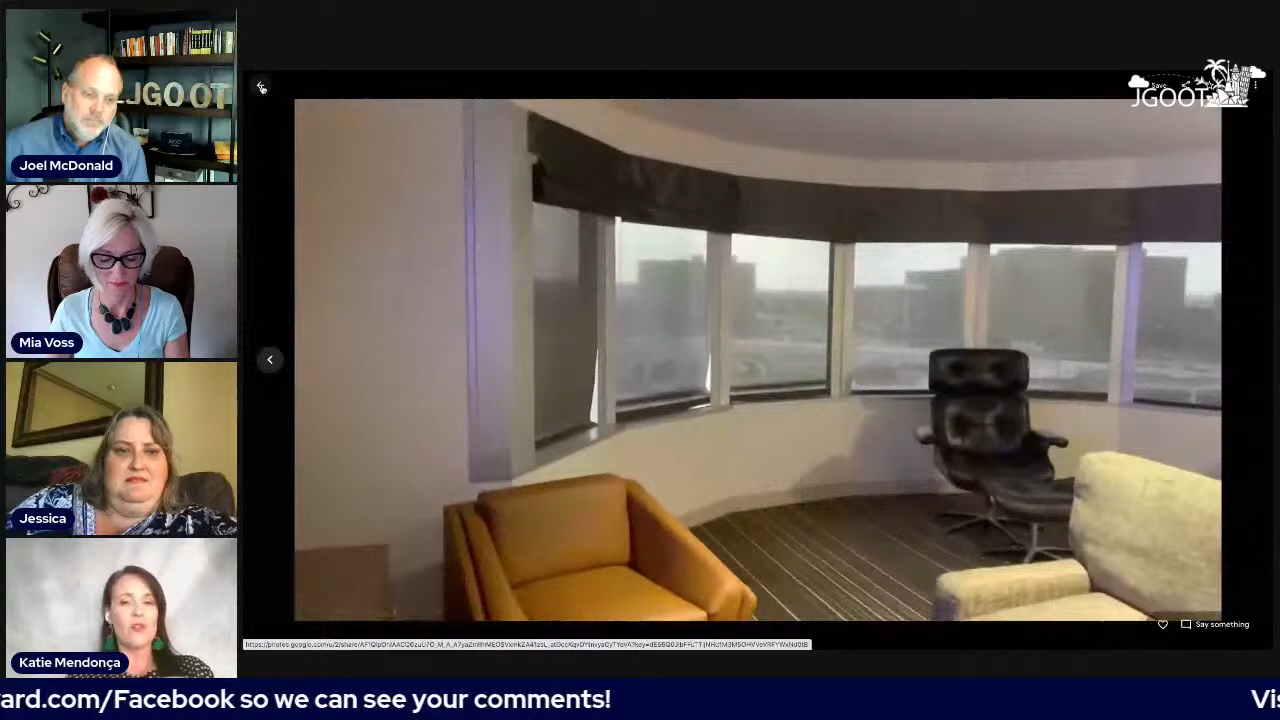 JGOOT
Joel McDonald
Mia Voss
Jessica
Katie Mendonça
Save
JGOOT
Say something
ard.com/Facebook so we can see your comments!
Vis